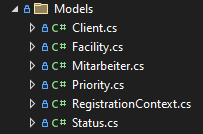 Models
C# Client.cs
C# Facility.cs
C# Mitarbeiter.cs
C# Priority.cs
C# RegistrationContext.cs
C# Status.cs